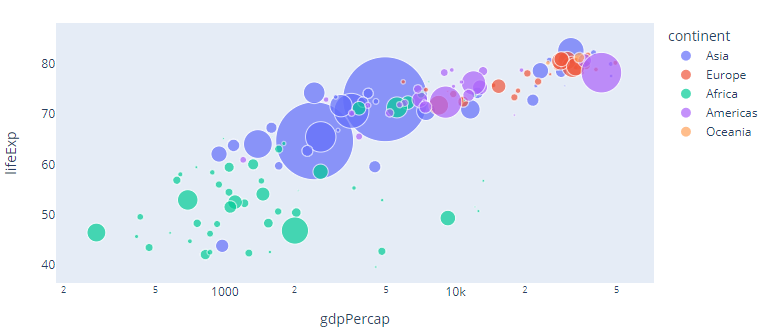 continent
Asia
Europe
Africa
Americas
Oceania
lifeExp
80
70
60
50
40
2 5 1000 2 5 10k 2 5
gdpPercap